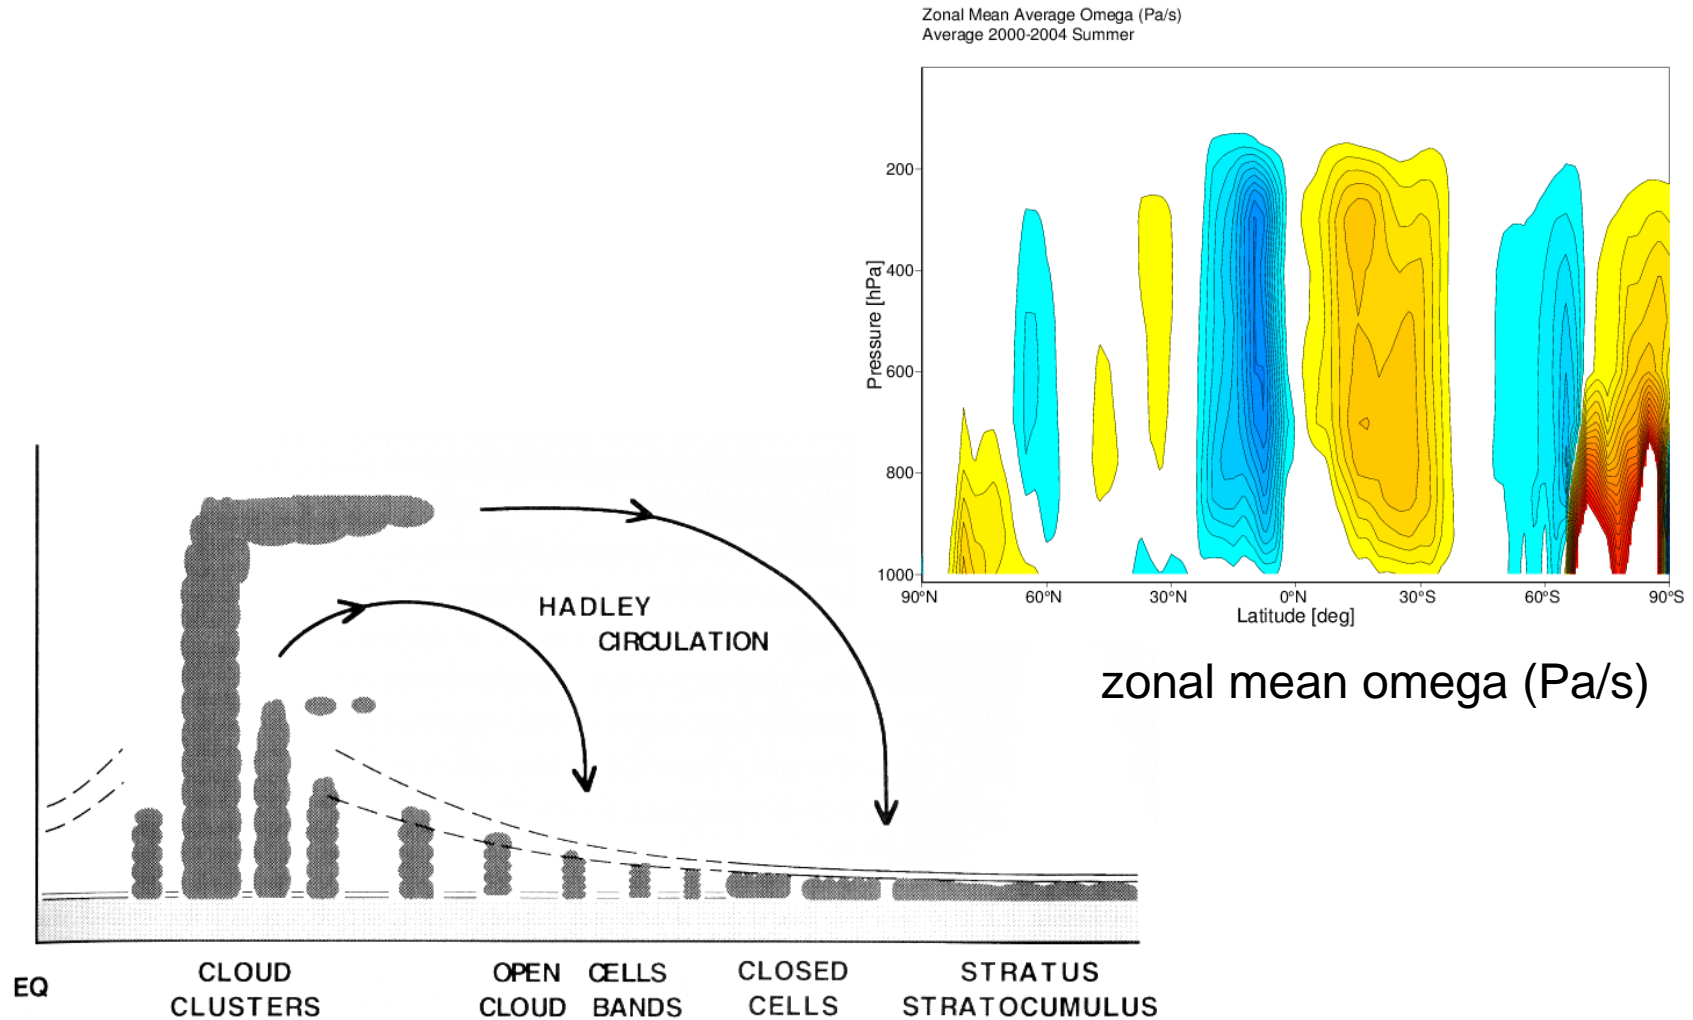 Zonal Mean Average Omega (Pa/s)
Average 2000-2004 Summer
Pressure [hPa]
200
400
600
800
1000
90°N 60°N 30°N 0°N 30°S 60°S 90°S
Latitude [deg]
zonal mean omega (Pa/s)
HADLEY
CIRCULATION
EQ
CLOUD
CLUSTERS
OPEN CELLS
CLOUD BANDS
CLOSED
CELLS
STRATUS
STRATOCUMULUS